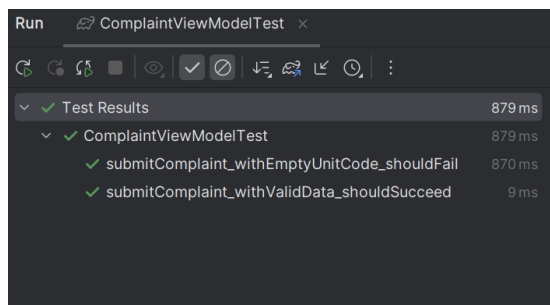 Run ComplaintViewModelTest
Test Results 879 ms
ComplaintViewModelTest 879 ms
submitComplaint_withEmptyUnitCode_shouldFail 870 ms
submitComplaint_withValidData_shouldSucceed 9 ms